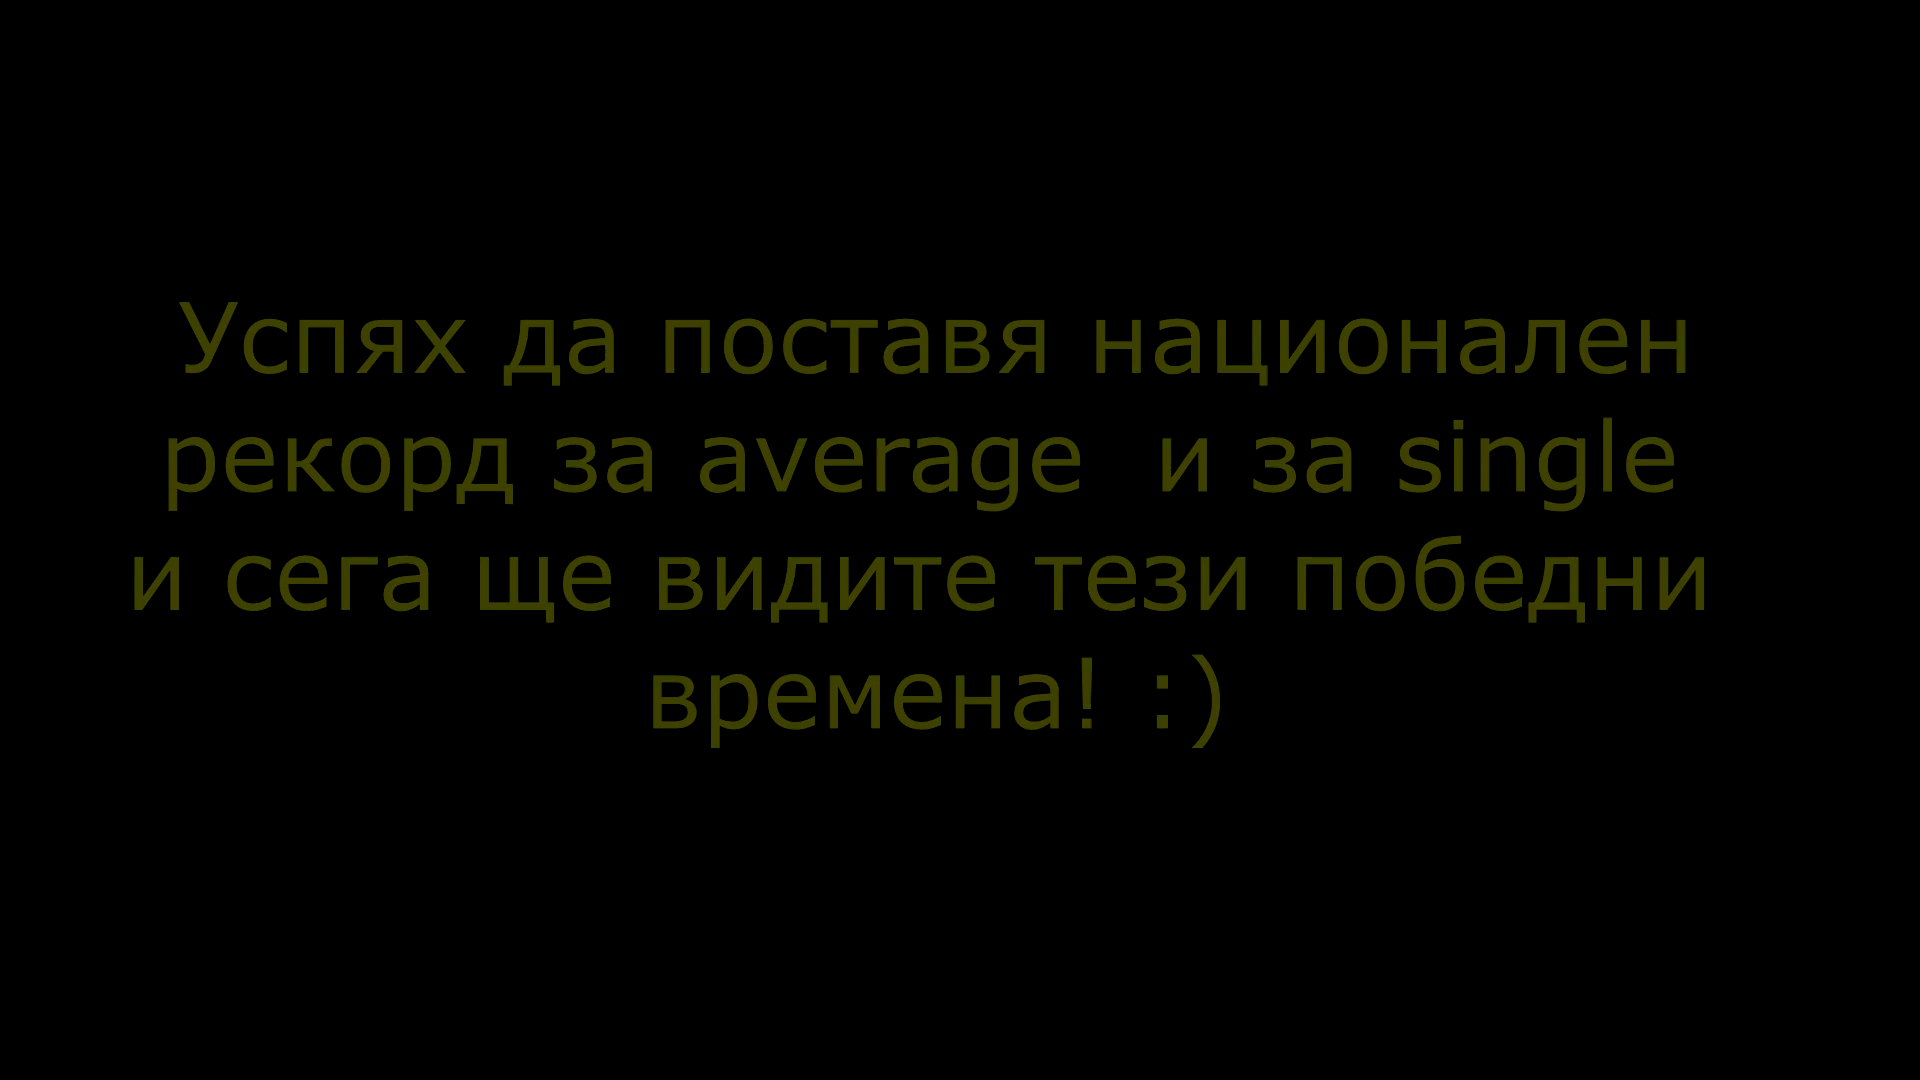 Успях да поставя национален
рекорд за average  и за single
и сега ще видите тези победни
времена! :)